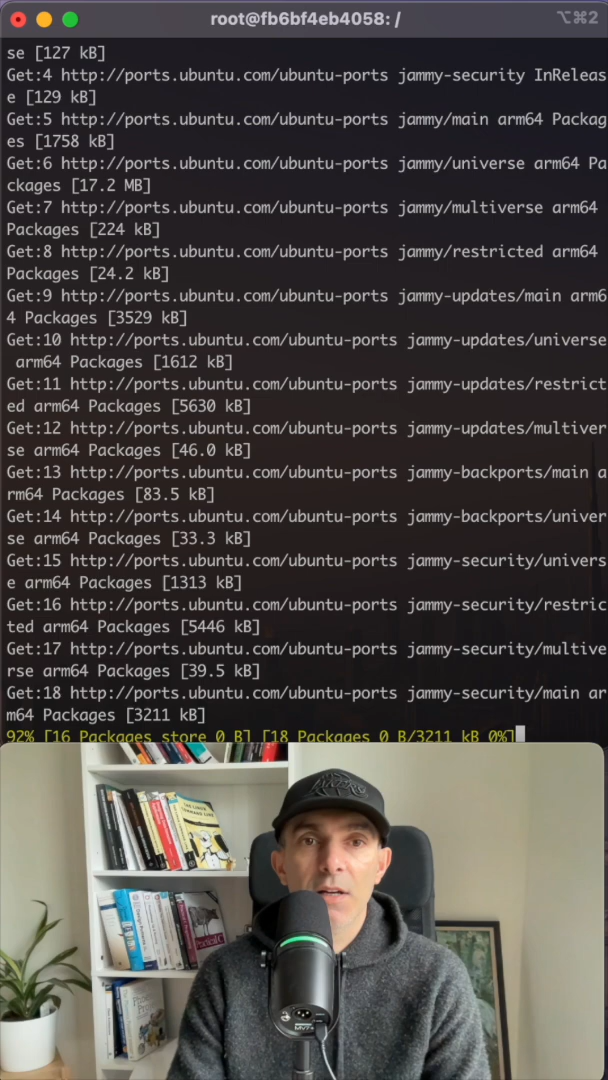 root@fb6bf4eb4058: /
⌥⌘2
se [127 kB]
Get:4 http://ports.ubuntu.com/ubuntu-ports jammy-security InReleas
e [129 kB]
Get:5 http://ports.ubuntu.com/ubuntu-ports jammy/main arm64 Packag
es [1758 kB]
Get:6 http://ports.ubuntu.com/ubuntu-ports jammy/universe arm64 Pa
ckages [17.2 MB]
Get:7 http://ports.ubuntu.com/ubuntu-ports jammy/multiverse arm64
Packages [224 kB]
Get:8 http://ports.ubuntu.com/ubuntu-ports jammy/restricted arm64
Packages [24.2 kB]
Get:9 http://ports.ubuntu.com/ubuntu-ports jammy-updates/main arm6
4 Packages [3529 kB]
Get:10 http://ports.ubuntu.com/ubuntu-ports jammy-updates/universe
 arm64 Packages [1612 kB]
Get:11 http://ports.ubuntu.com/ubuntu-ports jammy-updates/restrict
ed arm64 Packages [5630 kB]
Get:12 http://ports.ubuntu.com/ubuntu-ports jammy-updates/multiver
se arm64 Packages [46.0 kB]
Get:13 http://ports.ubuntu.com/ubuntu-ports jammy-backports/main a
rm64 Packages [83.5 kB]
Get:14 http://ports.ubuntu.com/ubuntu-ports jammy-backports/univer
se arm64 Packages [33.3 kB]
Get:15 http://ports.ubuntu.com/ubuntu-ports jammy-security/univers
e arm64 Packages [1313 kB]
Get:16 http://ports.ubuntu.com/ubuntu-ports jammy-security/restric
ted arm64 Packages [5446 kB]
Get:17 http://ports.ubuntu.com/ubuntu-ports jammy-security/multive
rse arm64 Packages [39.5 kB]
Get:18 http://ports.ubuntu.com/ubuntu-ports jammy-security/main ar
m64 Packages [3211 kB]
92% [16 Packages store 0 B] [18 Packages 0 B/3211 kB 0%]
THE LINUX
COMMAND LINE
MV7+